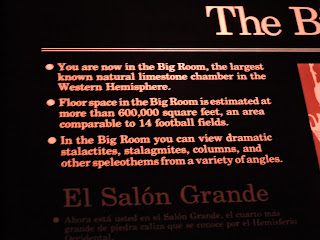 The B
You are now in the Big Room, the largest
known natural limestone chamber in the
Western Hemisphere.
Floor space in the Big Room is estimated at
more than 600,000 square feet, an area
comparable to 14 football fields.
In the Big Room you can view dramatic
stalactites, stalagmites, columns, and
other speleothems from a variety of angles.
El Salón Grande
Ahora está usted en el Salón Grande, el cuarto más
grande de piedra caliza que se conoce por el Hemisferio
Occidental.